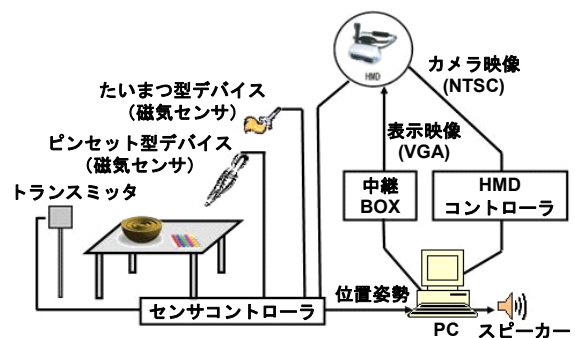 HMD
カメラ映像
(NTSC)
たいまつ型デバイス
（磁気センサ）
表示映像
(VGA)
ピンセット型デバイス
（磁気センサ）
トランスミッタ
中継
BOX
HMD
コントローラ
位置姿勢
センサコントローラ
PC
スピーカー